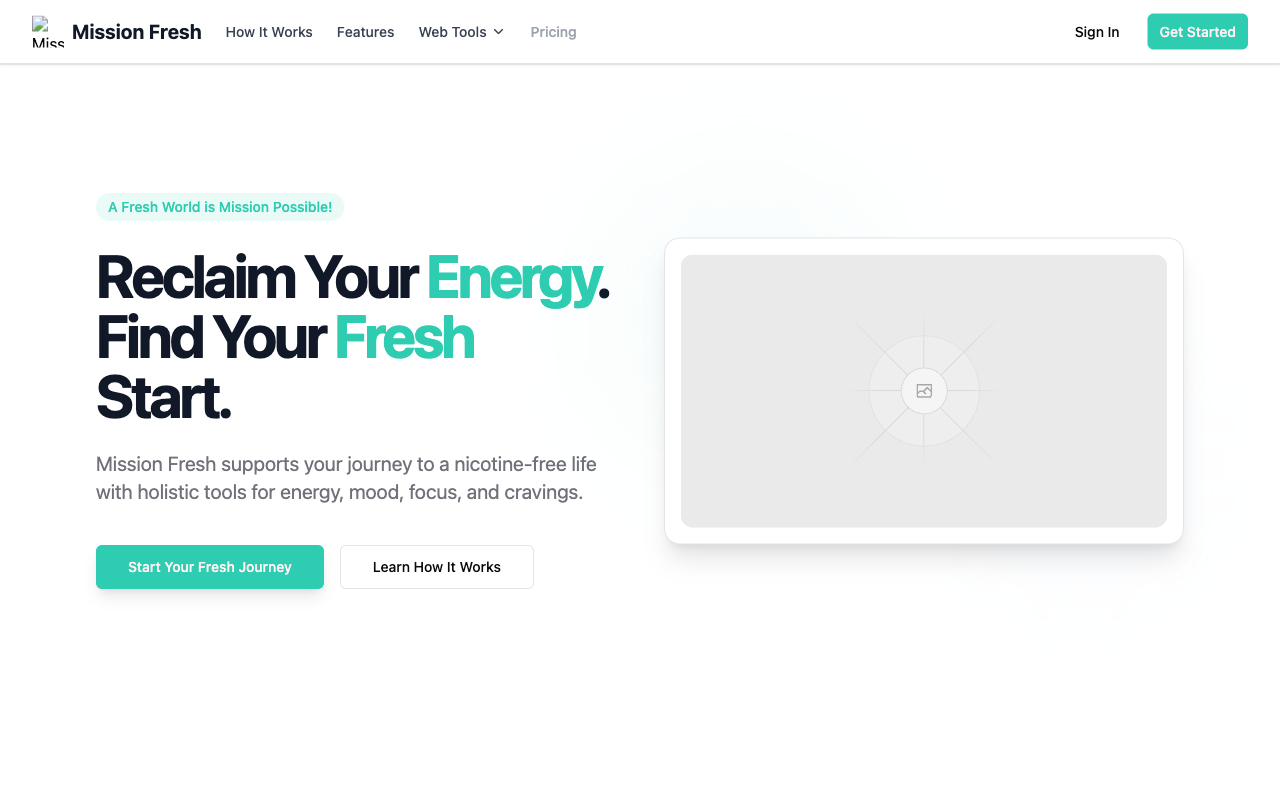 Miss
Mission Fresh
How It Works
Features
Web Tools
Pricing
Sign In
Get Started
A Fresh World is Mission Possible!
Reclaim Your Energy.
Find Your Fresh
Start.
Mission Fresh supports your journey to a nicotine-free life
with holistic tools for energy, mood, focus, and cravings.
Start Your Fresh Journey
Learn How It Works